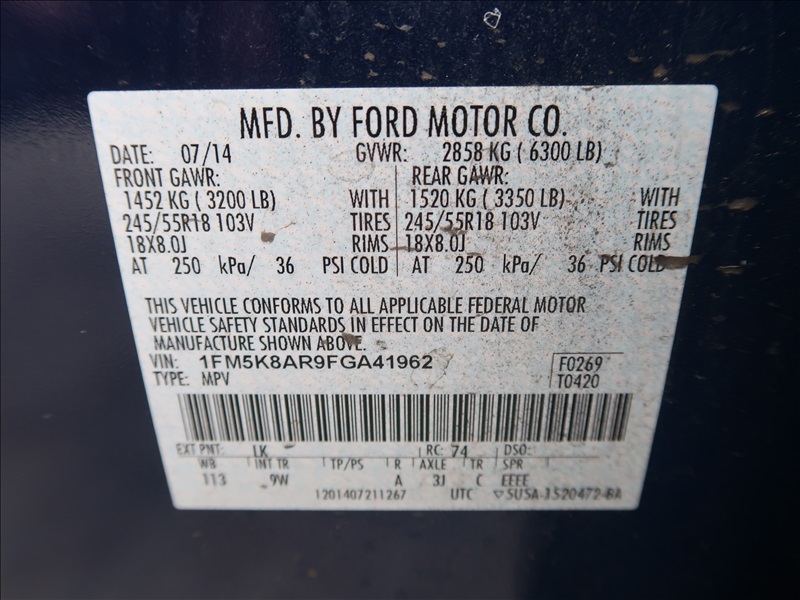 MFD. BY FORD MOTOR CO.
DATE: 07/14 GVWR: 2858 KG ( 6300 LB)
FRONT GAWR: REAR GAWR:
1452 KG ( 3200 LB) WITH 1520 KG ( 3350 LB) WITH
245/55R18 103V TIRES 245/55R18 103V TIRES
18X8.0J RIMS 18X8.0J RIMS
AT 250 kPa/ 36 PSI COLD AT 250 kPa/ 36 PSI COLD
THIS VEHICLE CONFORMS TO ALL APPLICABLE FEDERAL MOTOR
VEHICLE SAFETY STANDARDS IN EFFECT ON THE DATE OF
MANUFACTURE SHOWN ABOVE.
VIN: 1FM5K8AR9FGA41962 F0269
TYPE: MPV T0420
EXT PNT: LK RC: 74 DSO:
WB INT TR TP/PS R AXLE TR SPR
113 9W A 3J C EEEE
1201407211267 UTC ▽5U5A-1520472-BA